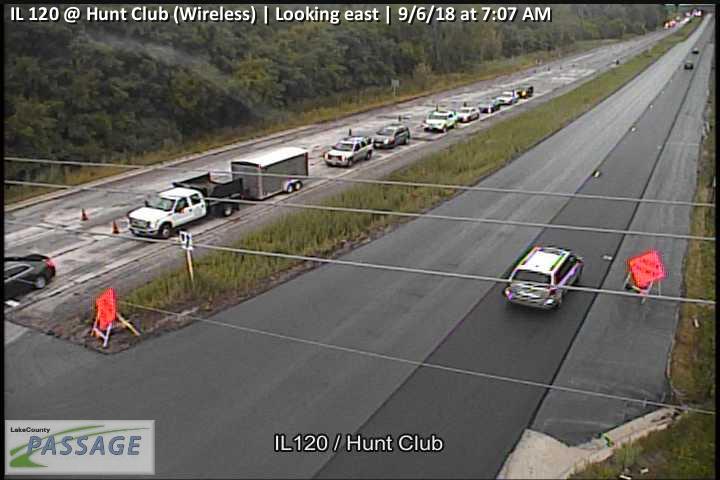 IL 120 @ Hunt Club (Wireless) | Looking east | 9/6/18 at 7:07 AM
LakeCounty
PASSAGE
IL120 / Hunt Club